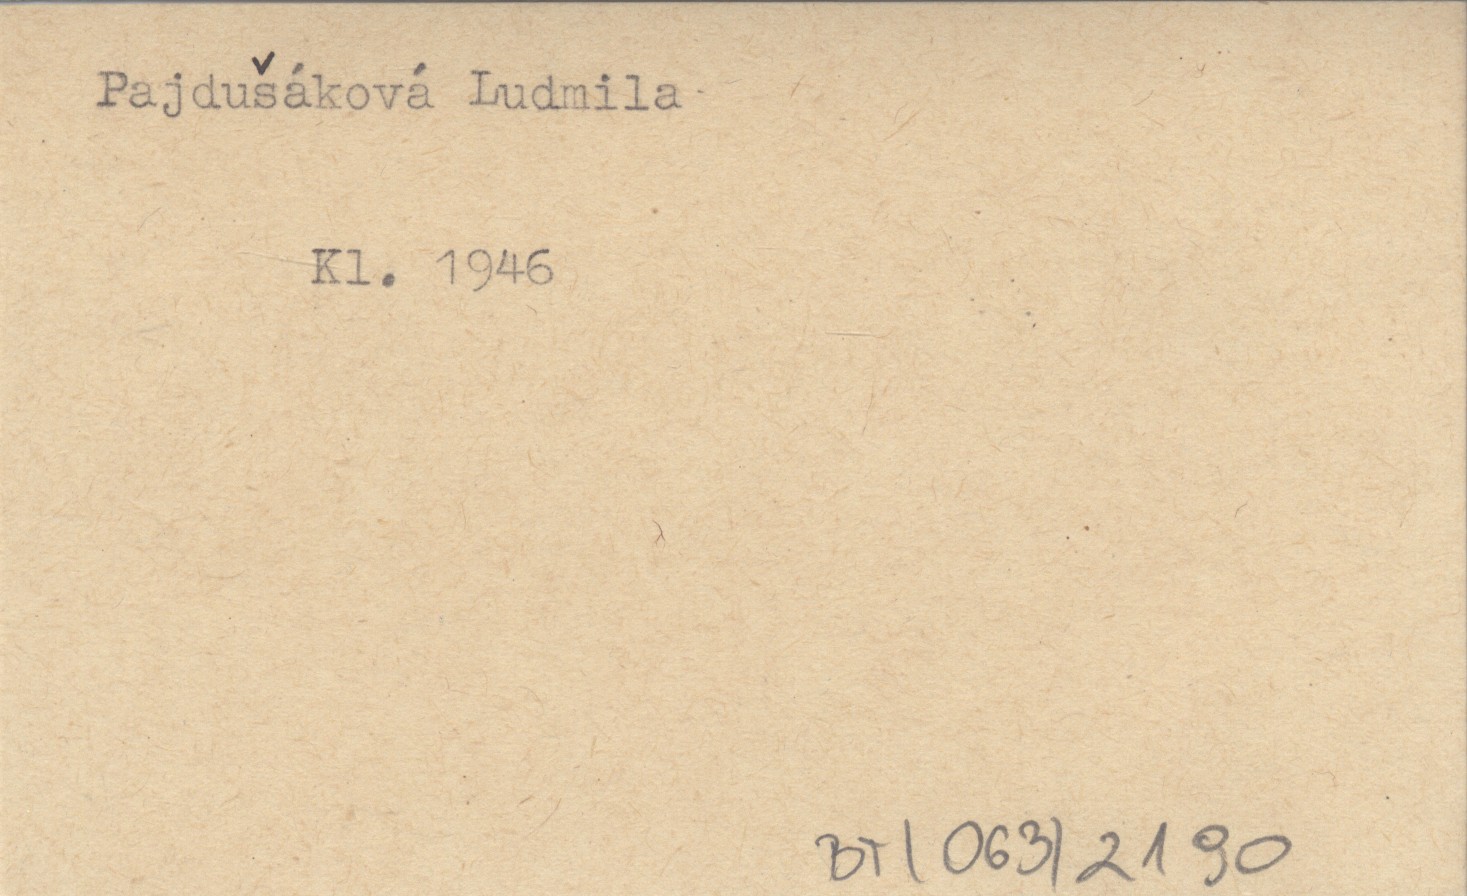 Pajdušáková Ludmila
Kl. 1946
BT(063)2190